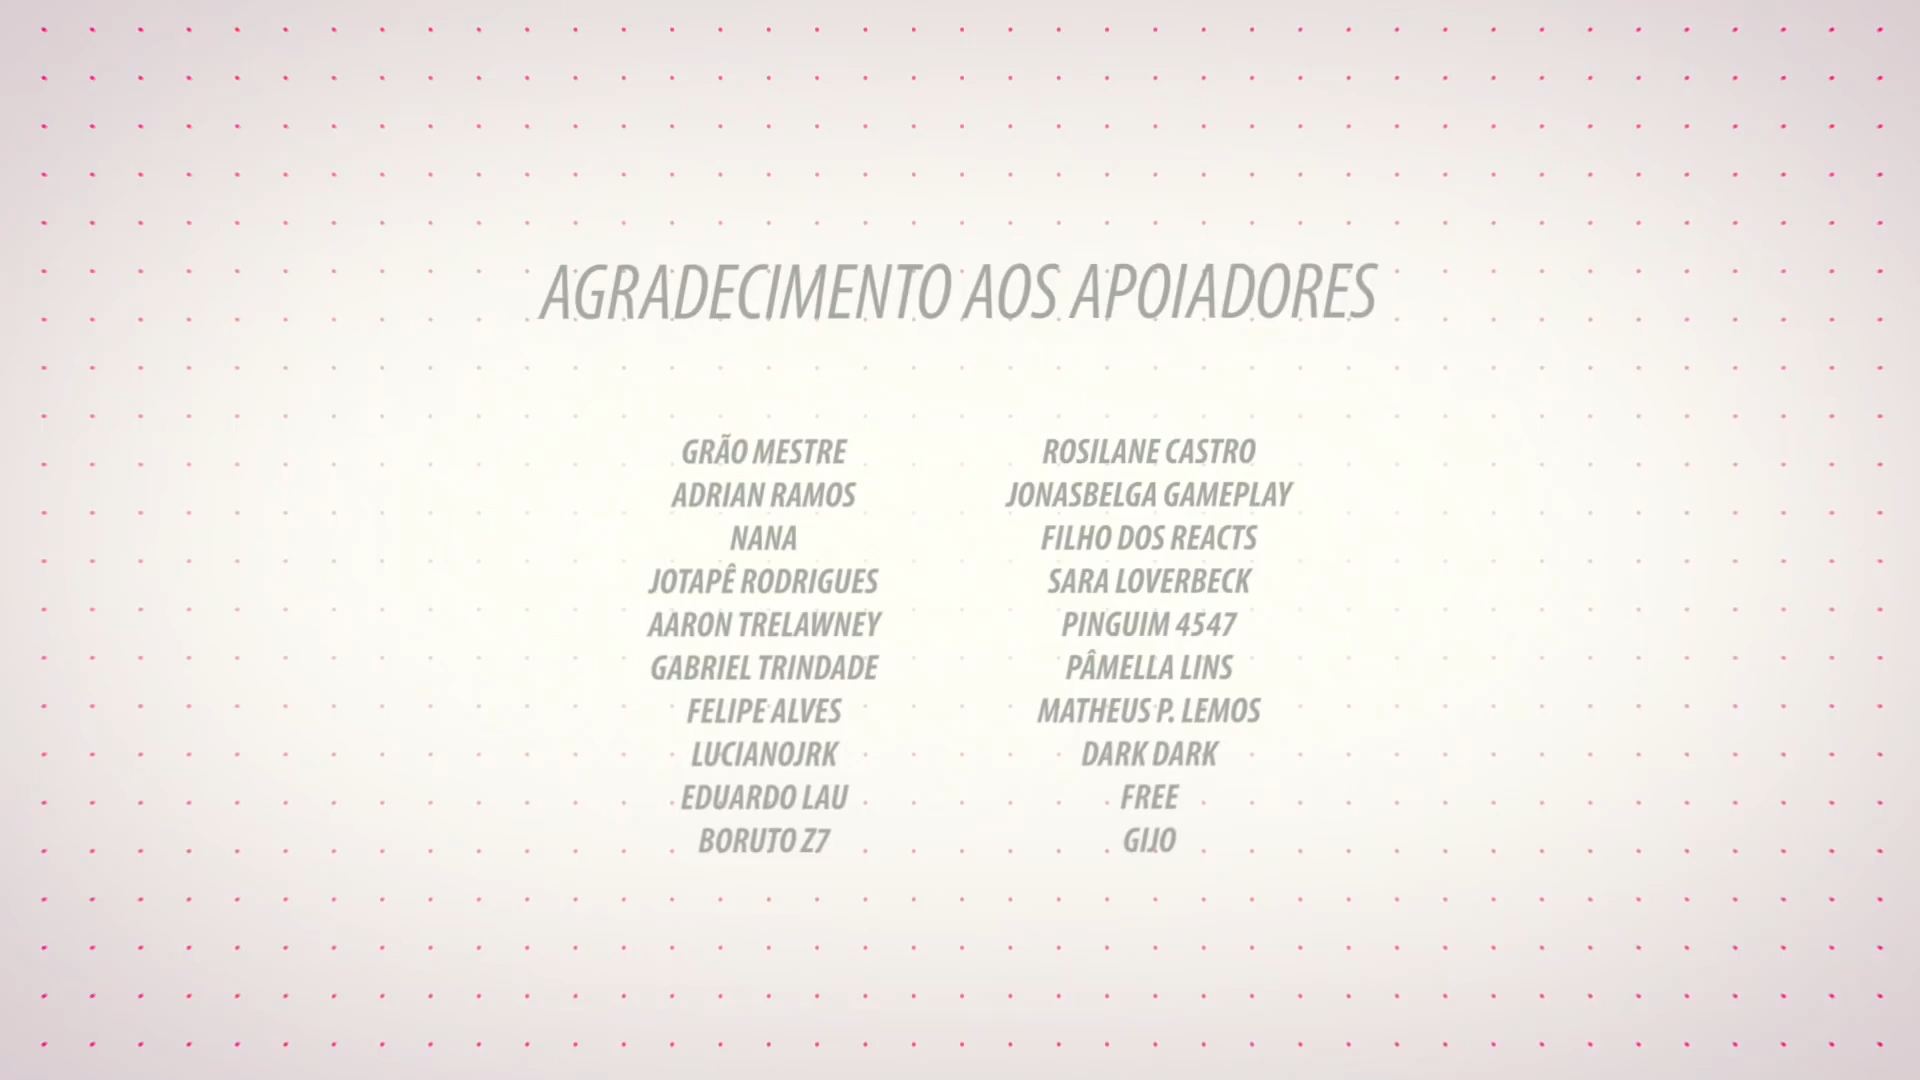 AGRADECIMENTO AOS APOIADORES
GRÃO MESTRE
ADRIAN RAMOS
NANA
JOTAPÊ RODRIGUES
AARON TRELAWNEY
GABRIEL TRINDADE
FELIPE ALVES
LUCIANOJRK
EDUARDO LAU
BORUTO Z7
ROSILANE CASTRO
JONASBELGA GAMEPLAY
FILHO DOS REACTS
SARA LOVERBECK
PINGUIM 4547
PÂMELLA LINS
MATHEUS P. LEMOS
DARK DARK
FREE
GIJO